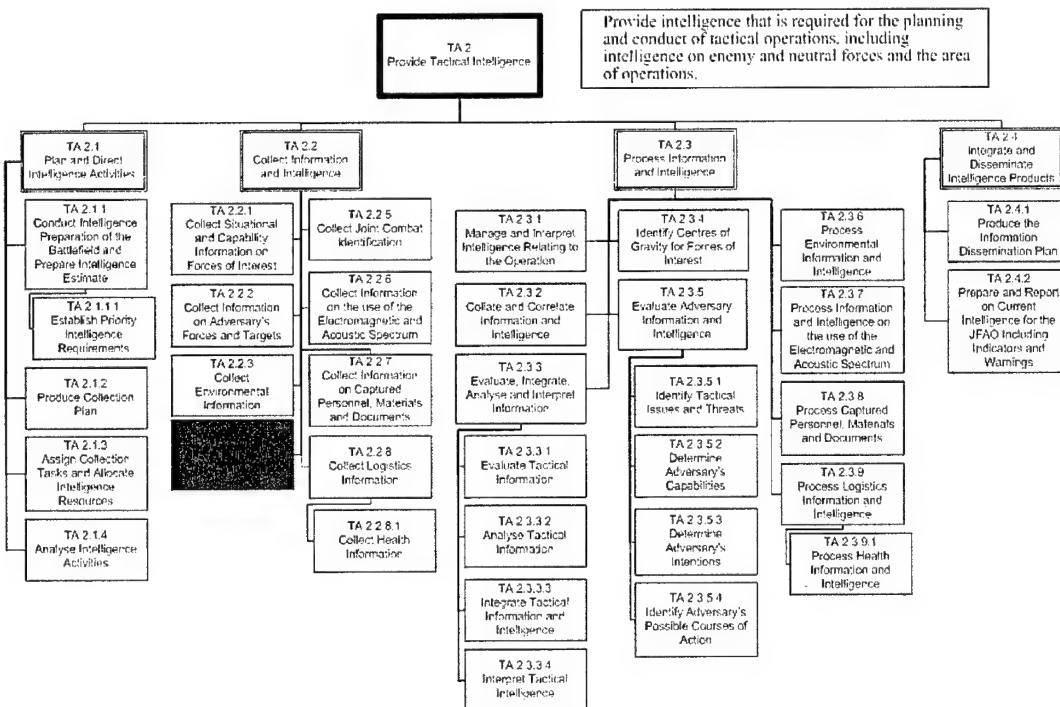 TA 2
Provide Tactical Intelligence
Provide intelligence that is required for the planning
and conduct of tactical operations, including
intelligence on enemy and neutral forces and the area
of operations.
TA 2.1
Plan and Direct
Intelligence Activities
TA 2.1.1
Conduct Intelligence
Preparation of the
Battlefield and
Prepare Intelligence
Estimate
TA 2.1.1.1
Establish Priority
Intelligence
Requirements
TA 2.1.2
Produce Collection
Plan
TA 2.1.3
Assign Collection
Tasks and Allocate
Intelligence
Resources
TA 2.1.4
Analyse Intelligence
Activities
TA 2.2
Collect Information
and Intelligence
TA 2.2.1
Collect Situational
and Capability
Information on
Forces of Interest
TA 2.2.2
Collect Information
on Adversary's
Forces and Targets
TA 2.2.3
Collect
Environmental
Information
TA 2.2.5
Collect Joint Combat
Identification
TA 2.2.6
Collect Information
on the use of the
Electromagnetic and
Acoustic Spectrum
TA 2.2.7
Collect Information
on Captured
Personnel, Materials
and Documents
TA 2.2.8
Collect Logistics
Information
TA 2.2.8.1
Collect Health
Information
TA 2.3
Process Information
and Intelligence
TA 2.3.1
Manage and Interpret
Intelligence Relating to
the Operation
TA 2.3.2
Collate and Correlate
Information and
Intelligence
TA 2.3.3
Evaluate, Integrate,
Analyse and Interpret
Information
TA 2.3.3.1
Evaluate Tactical
Information
TA 2.3.3.2
Analyse Tactical
Information
TA 2.3.3.3
Integrate Tactical
Information and
Intelligence
TA 2.3.3.4
Interpret Tactical
Intelligence
TA 2.3.4
Identify Centres of
Gravity for Forces of
Interest
TA 2.3.5
Evaluate Adversary
Information and
Intelligence
TA 2.3.5.1
Identify Tactical
Issues and Threats
TA 2.3.5.2
Determine
Adversary's
Capabilities
TA 2.3.5.3
Determine
Adversary's
Intentions
TA 2.3.5.4
Identify Adversary's
Possible Courses of
Action
TA 2.3.6
Process
Environmental
Information and
Intelligence
TA 2.3.7
Process Information
and Intelligence on
the use of the
Electromagnetic and
Acoustic Spectrum
TA 2.3.8
Process Captured
Personnel, Materials
and Documents
TA 2.3.9
Process Logistics
Information and
Intelligence
TA 2.3.9.1
Process Health
Information and
Intelligence
TA 2.4
Integrate and
Disseminate
Intelligence Products
TA 2.4.1
Produce the
Information
Dissemination Plan
TA 2.4.2
Prepare and Report
on Current
Intelligence for the
JFAO Including
Indicators and
Warnings